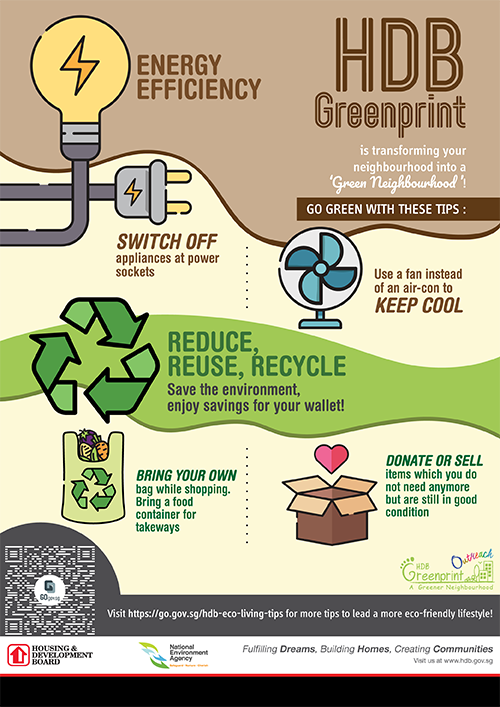 ENERGY
EFFICIENCY
HDB
Greenprint
is transforming your
neighbourhood into a
'Green Neighbourhood'!
GO GREEN WITH THESE TIPS :
SWITCH OFF
appliances at power
sockets
Use a fan instead
of an air-con to
KEEP COOL
REDUCE,
REUSE, RECYCLE
Save the environment,
enjoy savings for your wallet!
BRING YOUR OWN
bag while shopping.
Bring a food
container for
takeways
DONATE OR SELL
items which you do
not need anymore
but are still in good
condition
HDB
Greenprint
Outreach
A Greener Neighbourhood
GOgov.sg
Visit https://go.gov.sg/hdb-eco-living-tips for more tips to lead a more eco-friendly lifestyle!
HOUSING &
DEVELOPMENT
BOARD
National
Environment
Agency
Safeguard · Nurture · Cherish
Fulfilling Dreams, Building Homes, Creating Communities
Visit us at www.hdb.gov.sg